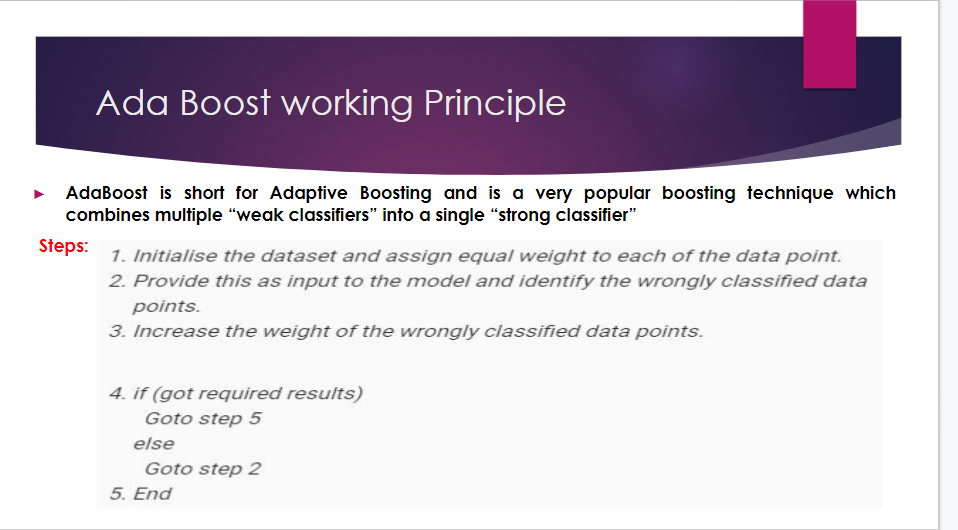 Ada Boost working Principle
AdaBoost is short for Adaptive Boosting and is a very popular boosting technique which
combines multiple “weak classifiers” into a single “strong classifier”
Steps:
1. Initialise the dataset and assign equal weight to each of the data point.
2. Provide this as input to the model and identify the wrongly classified data
points.
3. Increase the weight of the wrongly classified data points.
4. if (got required results)
Goto step 5
else
Goto step 2
5. End